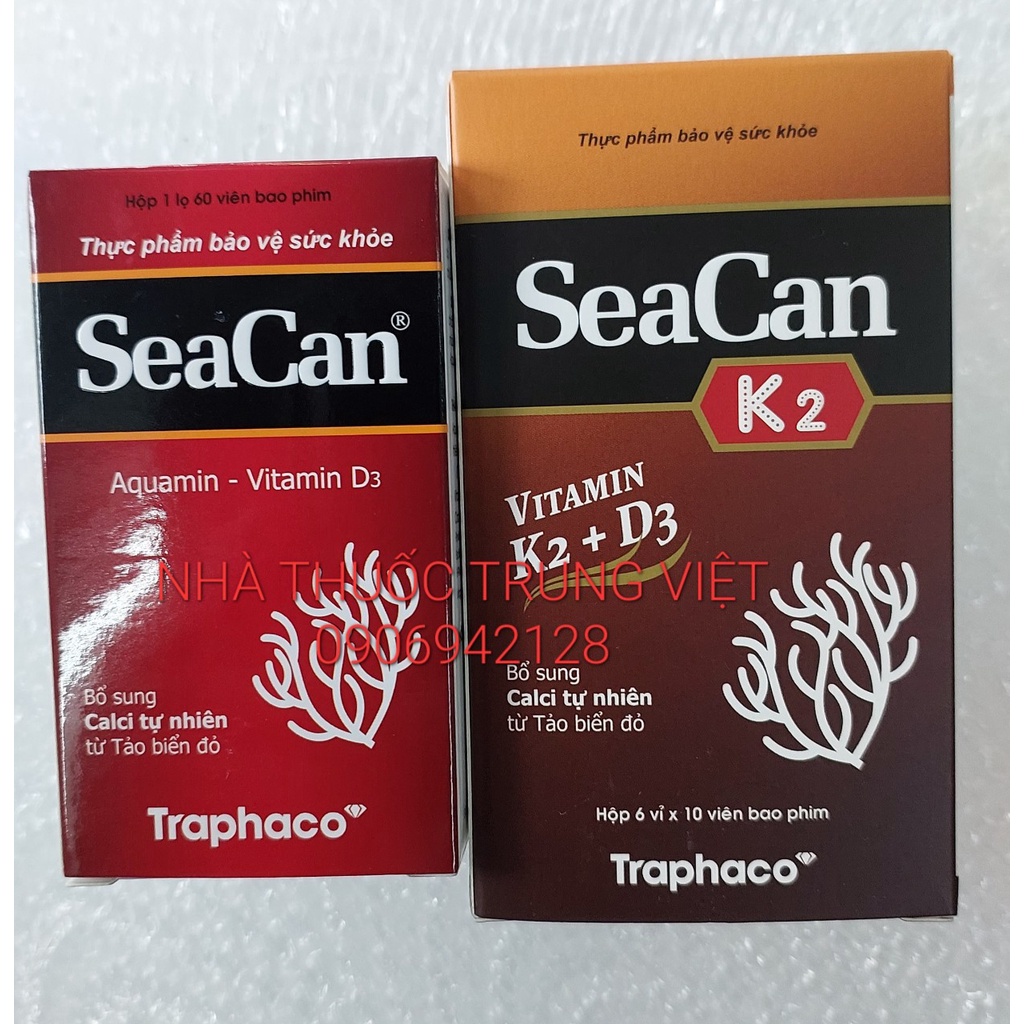 Hộp 1 lọ 60 viên bao phim
Thực phẩm bảo vệ sức khỏe
SeaCan®
Aquamin - Vitamin D3
Bổ sung
Calci tự nhiên
từ Tảo biển đỏ
Traphaco
Thực phẩm bảo vệ sức khỏe
SeaCan
K2
VITAMIN
K2 + D3
Bổ sung
Calci tự nhiên
từ Tảo biển đỏ
Hộp 6 vỉ x 10 viên bao phim
Traphaco
NHÀ THUỐC TRUNG VIỆT
0906942128